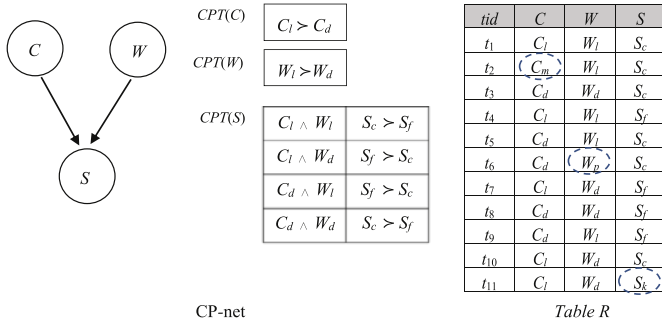 C
W
S
CPT(C)
C_l ≻ C_d
CPT(W)
W_l ≻ W_d
CPT(S)
C_l ∧ W_l S_c ≻ S_f
C_l ∧ W_d S_f ≻ S_c
C_d ∧ W_l S_f ≻ S_c
C_d ∧ W_d S_c ≻ S_f
CP-net
tid C W S
t_1 C_l W_l S_c
t_2 C_m W_l S_c
t_3 C_d W_d S_c
t_4 C_l W_l S_f
t_5 C_d W_l S_c
t_6 C_d W_p S_c
t_7 C_l W_d S_f
t_8 C_d W_d S_f
t_9 C_d W_l S_f
t_10 C_l W_d S_c
t_11 C_l W_d S_k
Table R